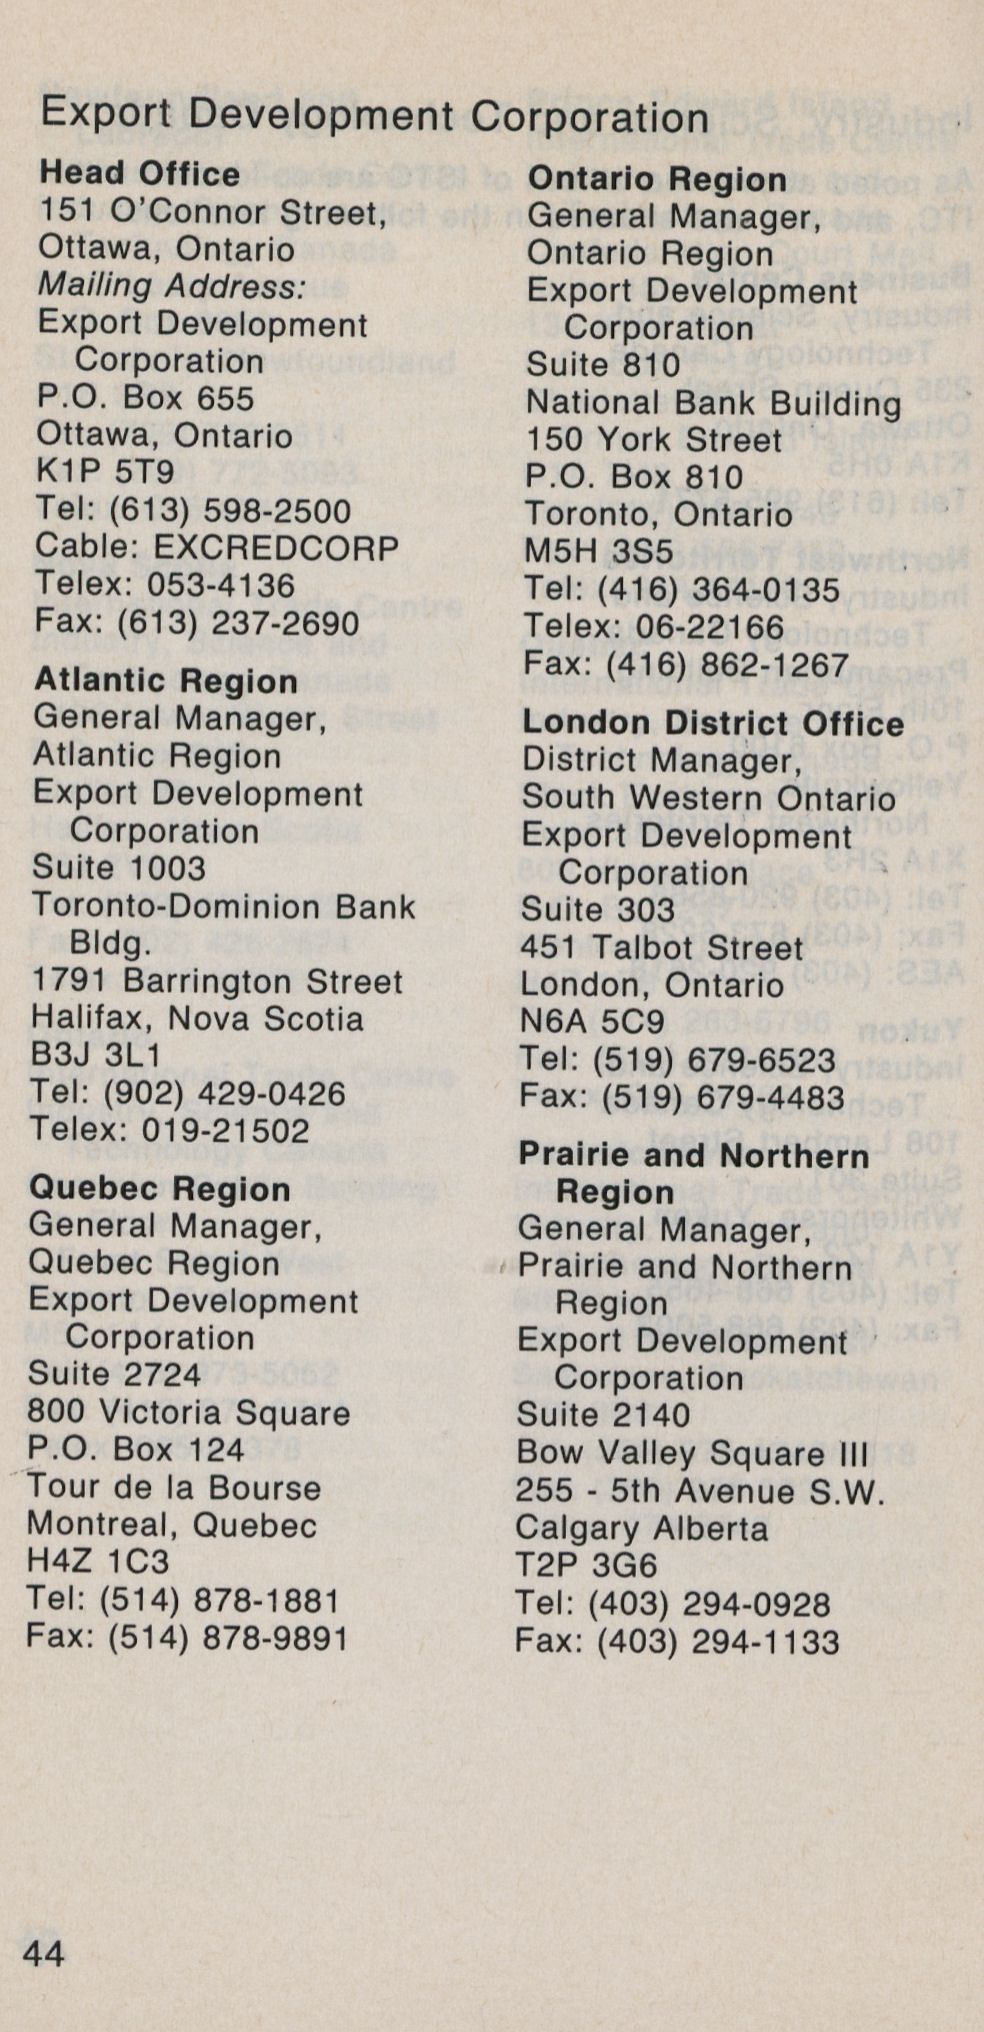 Export Development Corporation
Head Office
151 O'Connor Street,
Ottawa, Ontario
Mailing Address:
Export Development
Corporation
P.O. Box 655
Ottawa, Ontario
K1P 5T9
Tel: (613) 598-2500
Cable: EXCREDCORP
Telex: 053-4136
Fax: (613) 237-2690
Atlantic Region
General Manager,
Atlantic Region
Export Development
Corporation
Suite 1003
Toronto-Dominion Bank
Bldg.
1791 Barrington Street
Halifax, Nova Scotia
B3J 3L1
Tel: (902) 429-0426
Telex: 019-21502
Quebec Region
General Manager,
Quebec Region
Export Development
Corporation
Suite 2724
800 Victoria Square
P.O. Box 124
Tour de la Bourse
Montreal, Quebec
H4Z 1C3
Tel: (514) 878-1881
Fax: (514) 878-9891
Ontario Region
General Manager,
Ontario Region
Export Development
Corporation
Suite 810
National Bank Building
150 York Street
P.O. Box 810
Toronto, Ontario
M5H 3S5
Tel: (416) 364-0135
Telex: 06-22166
Fax: (416) 862-1267
London District Office
District Manager,
South Western Ontario
Export Development
Corporation
Suite 303
451 Talbot Street
London, Ontario
N6A 5C9
Tel: (519) 679-6523
Fax: (519) 679-4483
Prairie and Northern
Region
General Manager,
Prairie and Northern
Region
Export Development
Corporation
Suite 2140
Bow Valley Square III
255 - 5th Avenue S.W.
Calgary Alberta
T2P 3G6
Tel: (403) 294-0928
Fax: (403) 294-1133
44